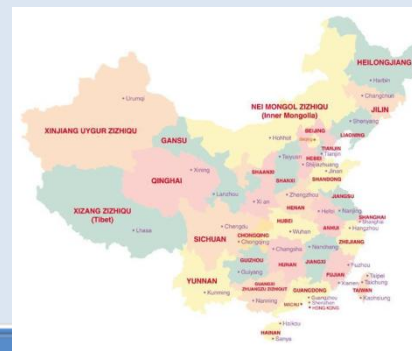 HEILONGJIANG
Harbin
Changchun
JILIN
Urumqi
NEI MONGOL ZIZHIQU
(Inner Mongolia)
Shenyang
LIAONING
XINJIANG UYGUR ZIZHIQU
GANSU
Hohhot
BEIJING
Beijing
TIANJIN
Tianjin
HEBEI
Taiyuan
Shijiazhuang
Jinan
SHAANXI
SHANXI
SHANDONG
Xining
QINGHAI
Lanzhou
Xi-an
Zhengzhou
JIANGSU
HENAN
XIZANG ZIZHIQU
(Tibet)
Hefei
Nanjing
SHANGHAI
Shanghai
HUBEI
ANHUI
Hangzhou
Lhasa
Chengdu
SICHUAN
CHONGQING
Chongqing
Wuhan
ZHEJIANG
Changsha
Nanchang
GUIZHOU
Guiyang
HUNAN
JIANGXI
Fuzhou
FUJIAN
YUNNAN
Kunming
GUANGXI
ZHUANGZU ZIZHIQU
Xiamen
Taipei
Taichung
TAIWAN
GUANGDONG
Guangzhou
Shenzhen
Kaohsiung
Nanning
MACAU
HONG KONG
Haikou
HAINAN
Sanya